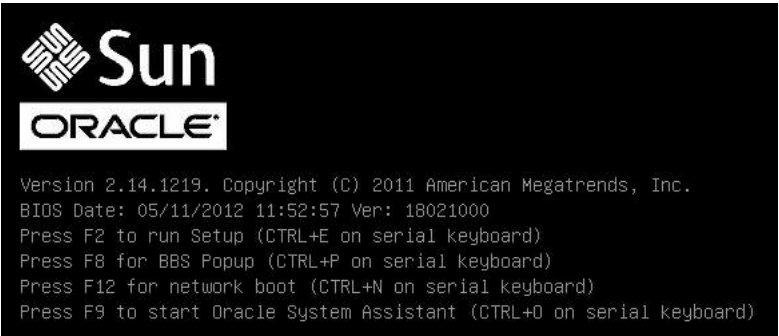 Sun
ORACLE
Version 2.14.1219. Copyright (C) 2011 American Megatrends, Inc.
BIOS Date: 05/11/2012 11:52:57 Ver: 18021000
Press F2 to run Setup (CTRL+E on serial keyboard)
Press F8 for BBS Popup (CTRL+P on serial keyboard)
Press F12 for network boot (CTRL+N on serial keyboard)
Press F9 to start Oracle System Assistant (CTRL+O on serial keyboard)